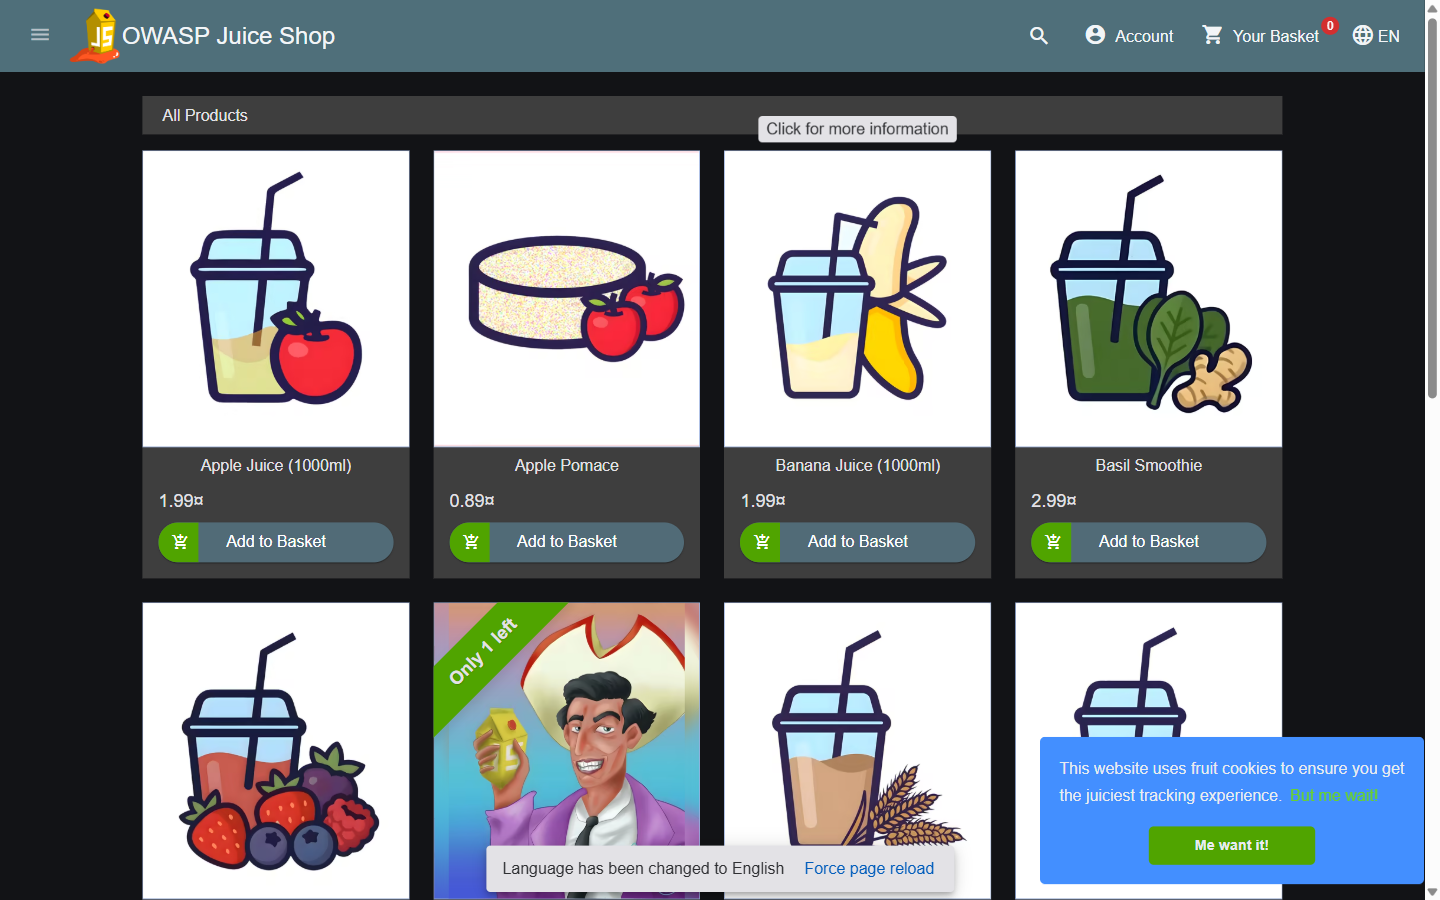 OWASP Juice Shop
Account
Your Basket
0
EN
All Products
Click for more information
Apple Juice (1000ml)
1.99¤
Add to Basket
Apple Pomace
0.89¤
Add to Basket
Banana Juice (1000ml)
1.99¤
Add to Basket
Basil Smoothie
2.99¤
Add to Basket
Only 1 left
This website uses fruit cookies to ensure you get
the juiciest tracking experience. But me wait!
Me want it!
Language has been changed to English Force page reload
JS
JS